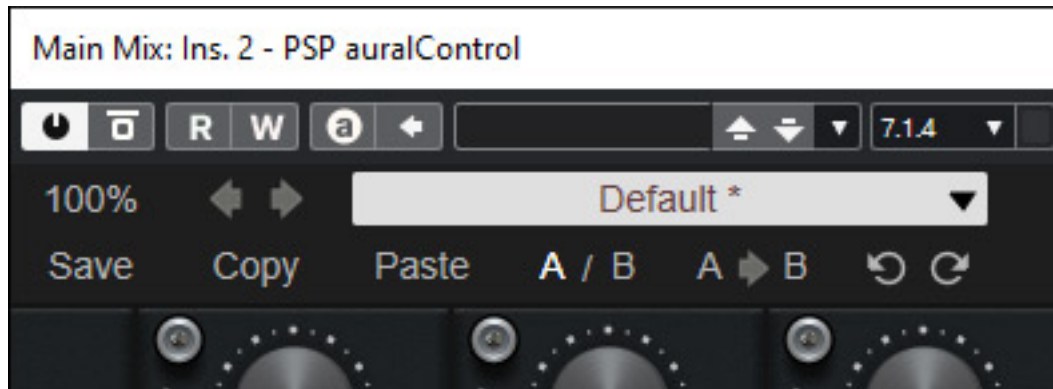 Main Mix: Ins. 2 - PSP auralControl
R W a 7.1.4
100% Default *
Save Copy Paste A / B A B